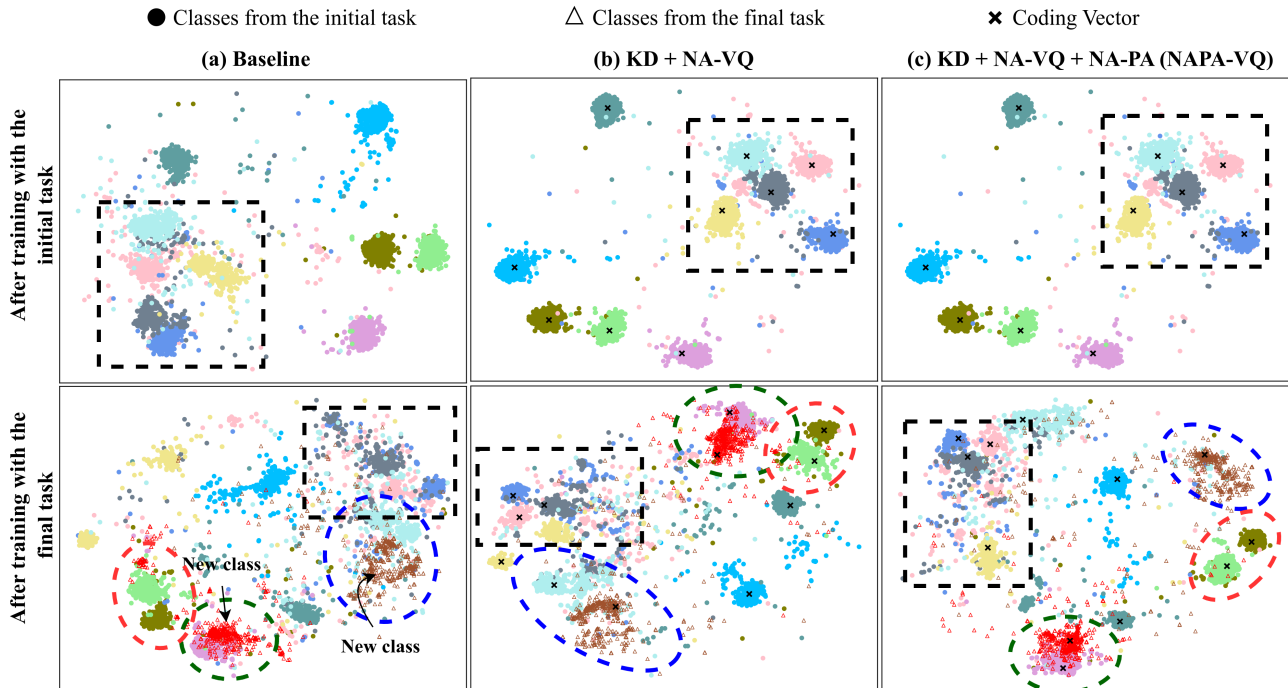 Classes from the initial task
Classes from the final task
Coding Vector
(a) Baseline
(b) KD + NA-VQ
(c) KD + NA-VQ + NA-PA (NAPA-VQ)
After training with the
initial task
After training with the
final task
New class
New class